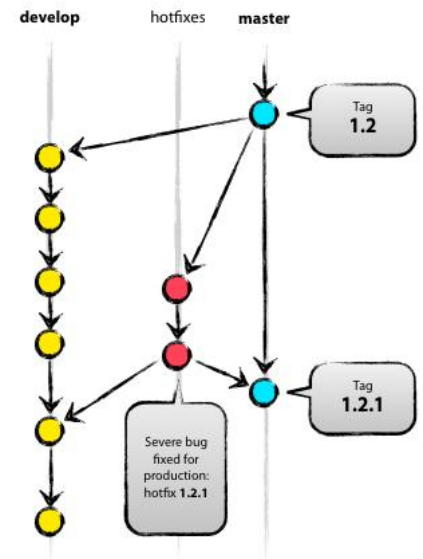 develop
hotfixes
master
Tag
1.2
Tag
1.2.1
Severe bug
fixed for
production:
hotfix 1.2.1